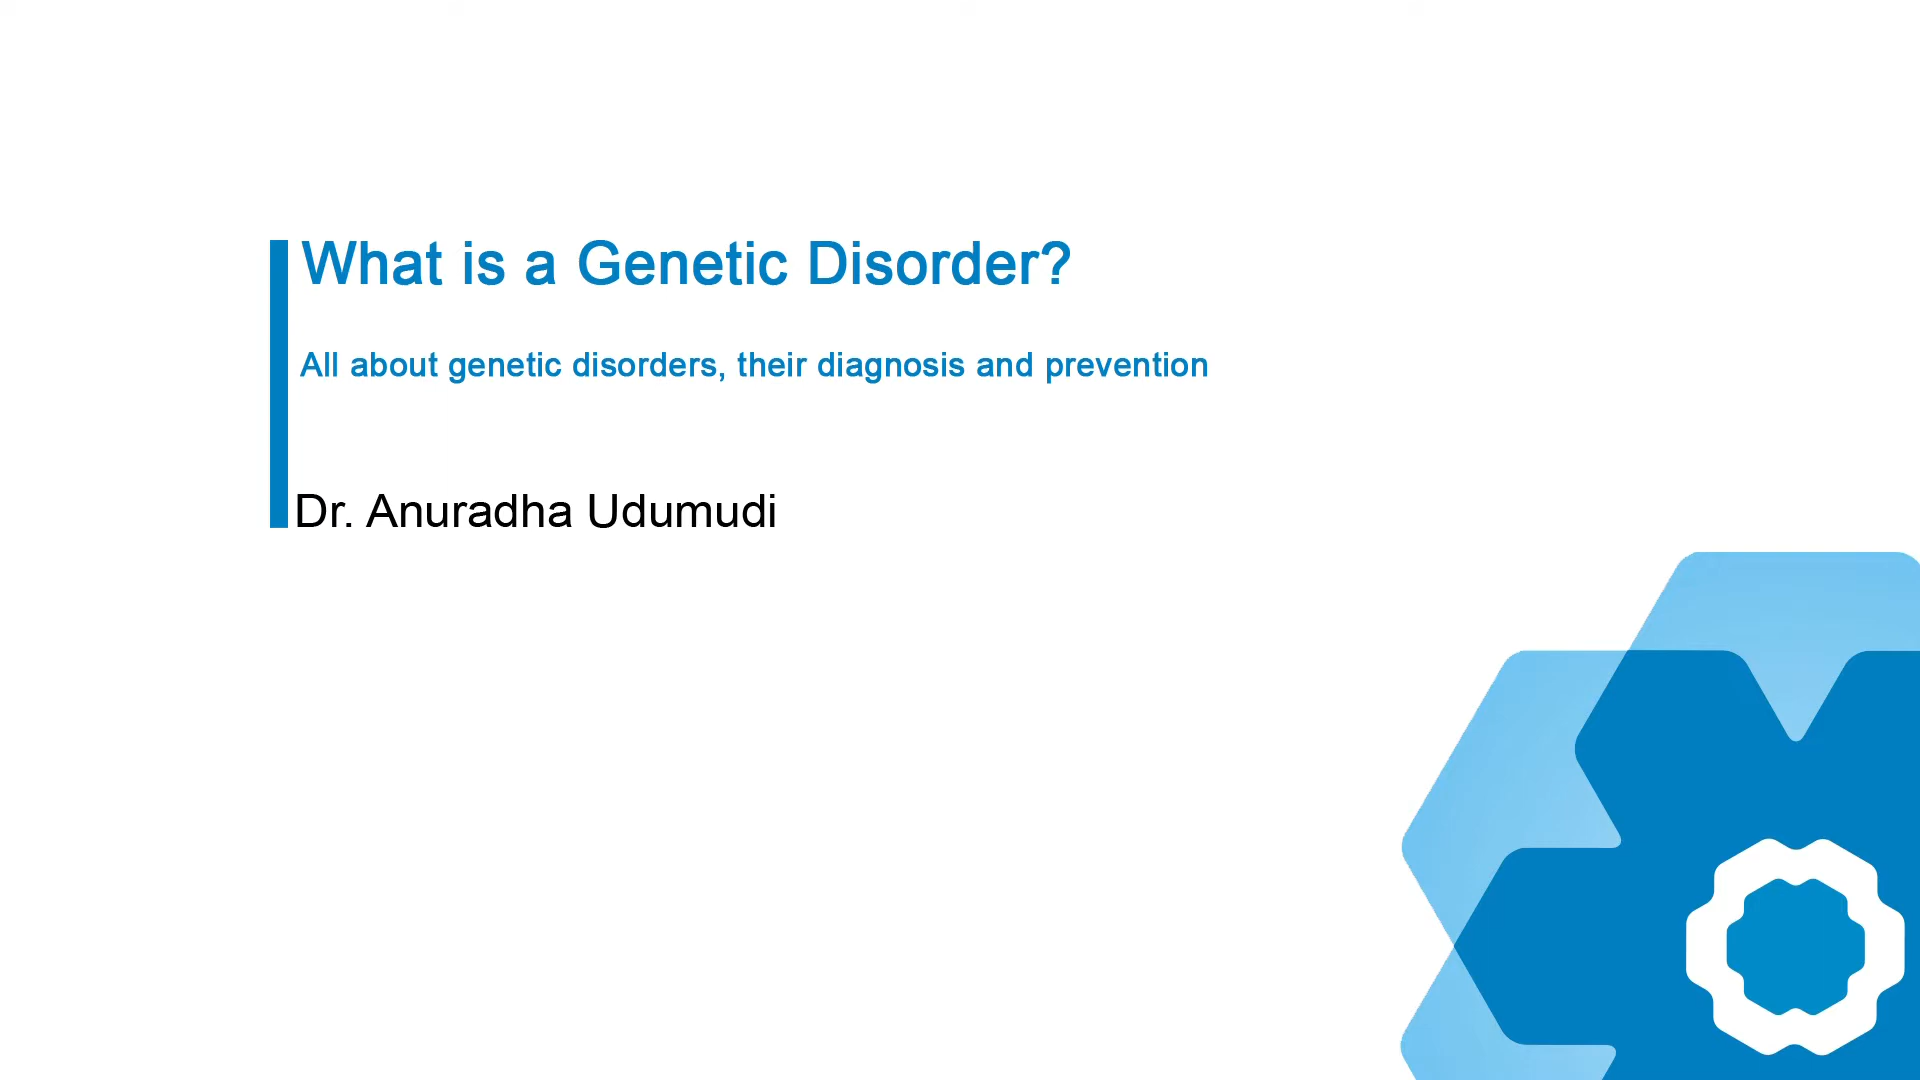 What is a Genetic Disorder?
All about genetic disorders, their diagnosis and prevention
Dr. Anuradha Udumudi